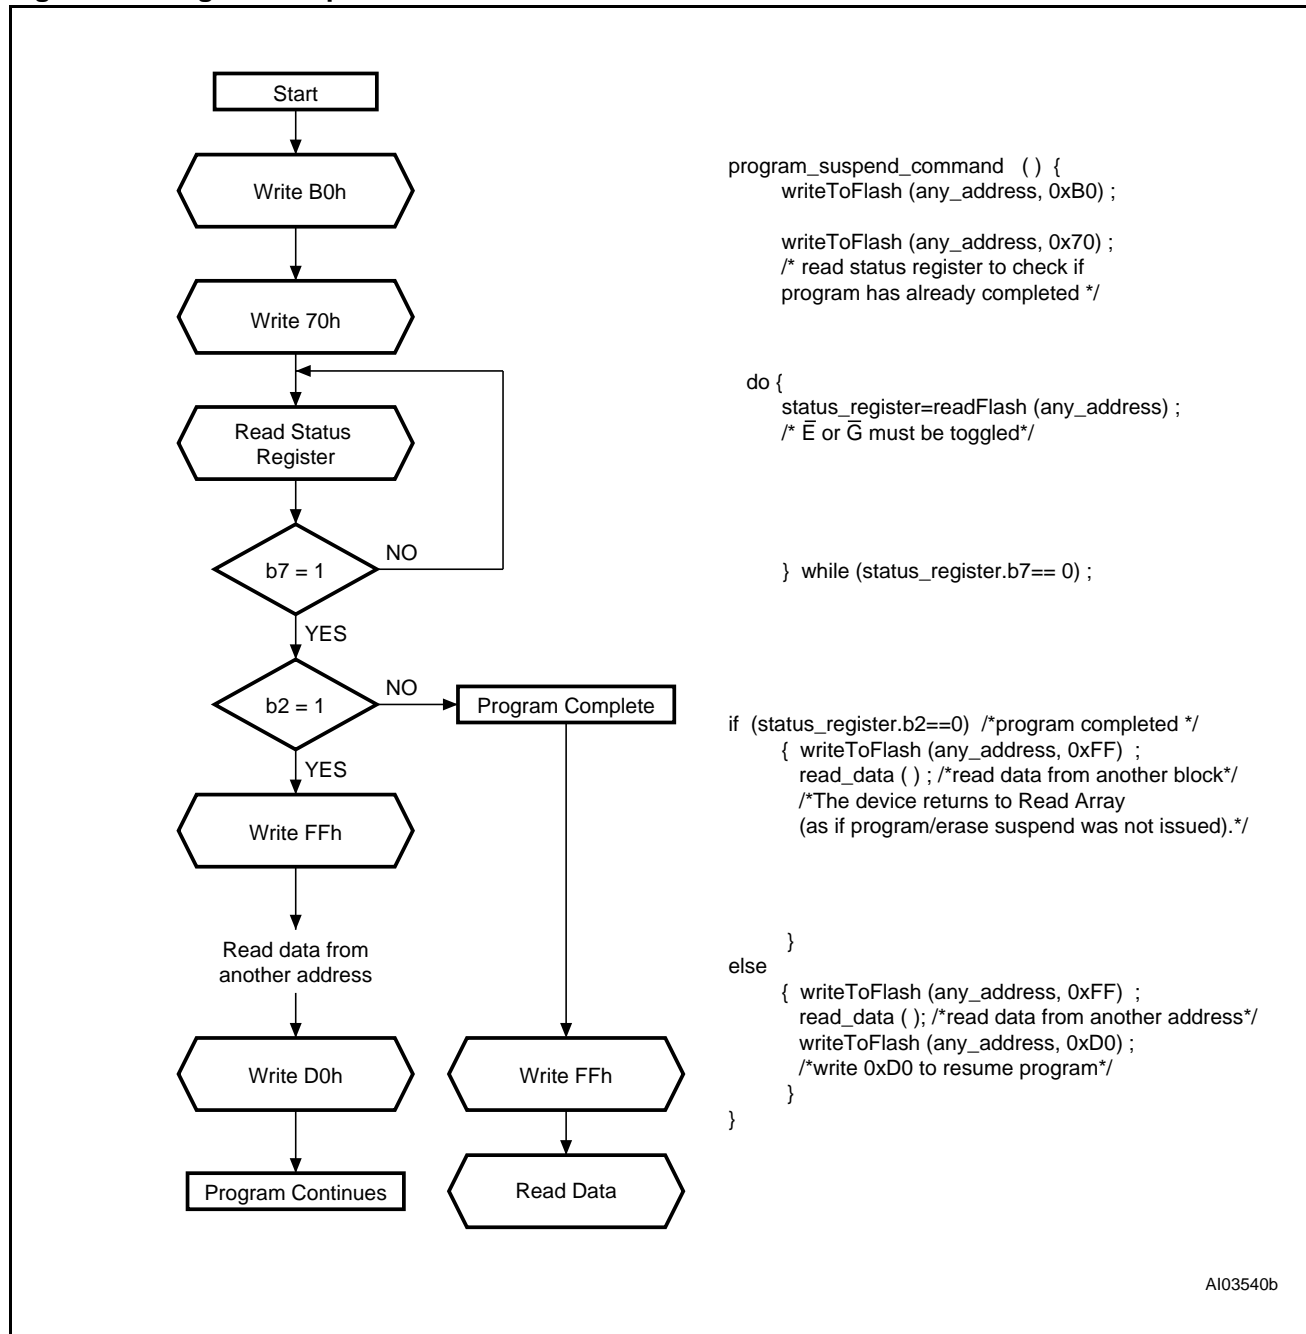 Start
Write B0h
Write 70h
Read Status
Register
b7 = 1
NO
YES
b2 = 1
NO
Program Complete
YES
Write FFh
Read data from
another address
Write D0h
Write FFh
Program Continues
Read Data
program_suspend_command ( ) {
writeToFlash (any_address, 0xB0) ;
writeToFlash (any_address, 0x70) ;
/* read status register to check if
program has already completed */
do {
status_register=readFlash (any_address) ;
/* E̅ or G̅ must be toggled*/
} while (status_register.b7== 0) ;
if (status_register.b2==0) /*program completed */
{ writeToFlash (any_address, 0xFF) ;
read_data ( ) ; /*read data from another block*/
/*The device returns to Read Array
(as if program/erase suspend was not issued).*/
}
else
{ writeToFlash (any_address, 0xFF) ;
read_data ( ); /*read data from another address*/
writeToFlash (any_address, 0xD0) ;
/*write 0xD0 to resume program*/
}
}
AI03540b